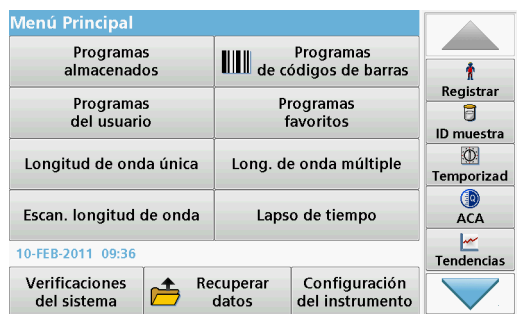 Menú Principal
Programas
almacenados
Programas
de códigos de barras
Programas
del usuario
Programas
favoritos
Longitud de onda única
Long. de onda múltiple
Escan. longitud de onda
Lapso de tiempo
10-FEB-2011 09:36
Verificaciones
del sistema
Recuperar
datos
Configuración
del instrumento
Registrar
ID muestra
Temporizad
ACA
Tendencias